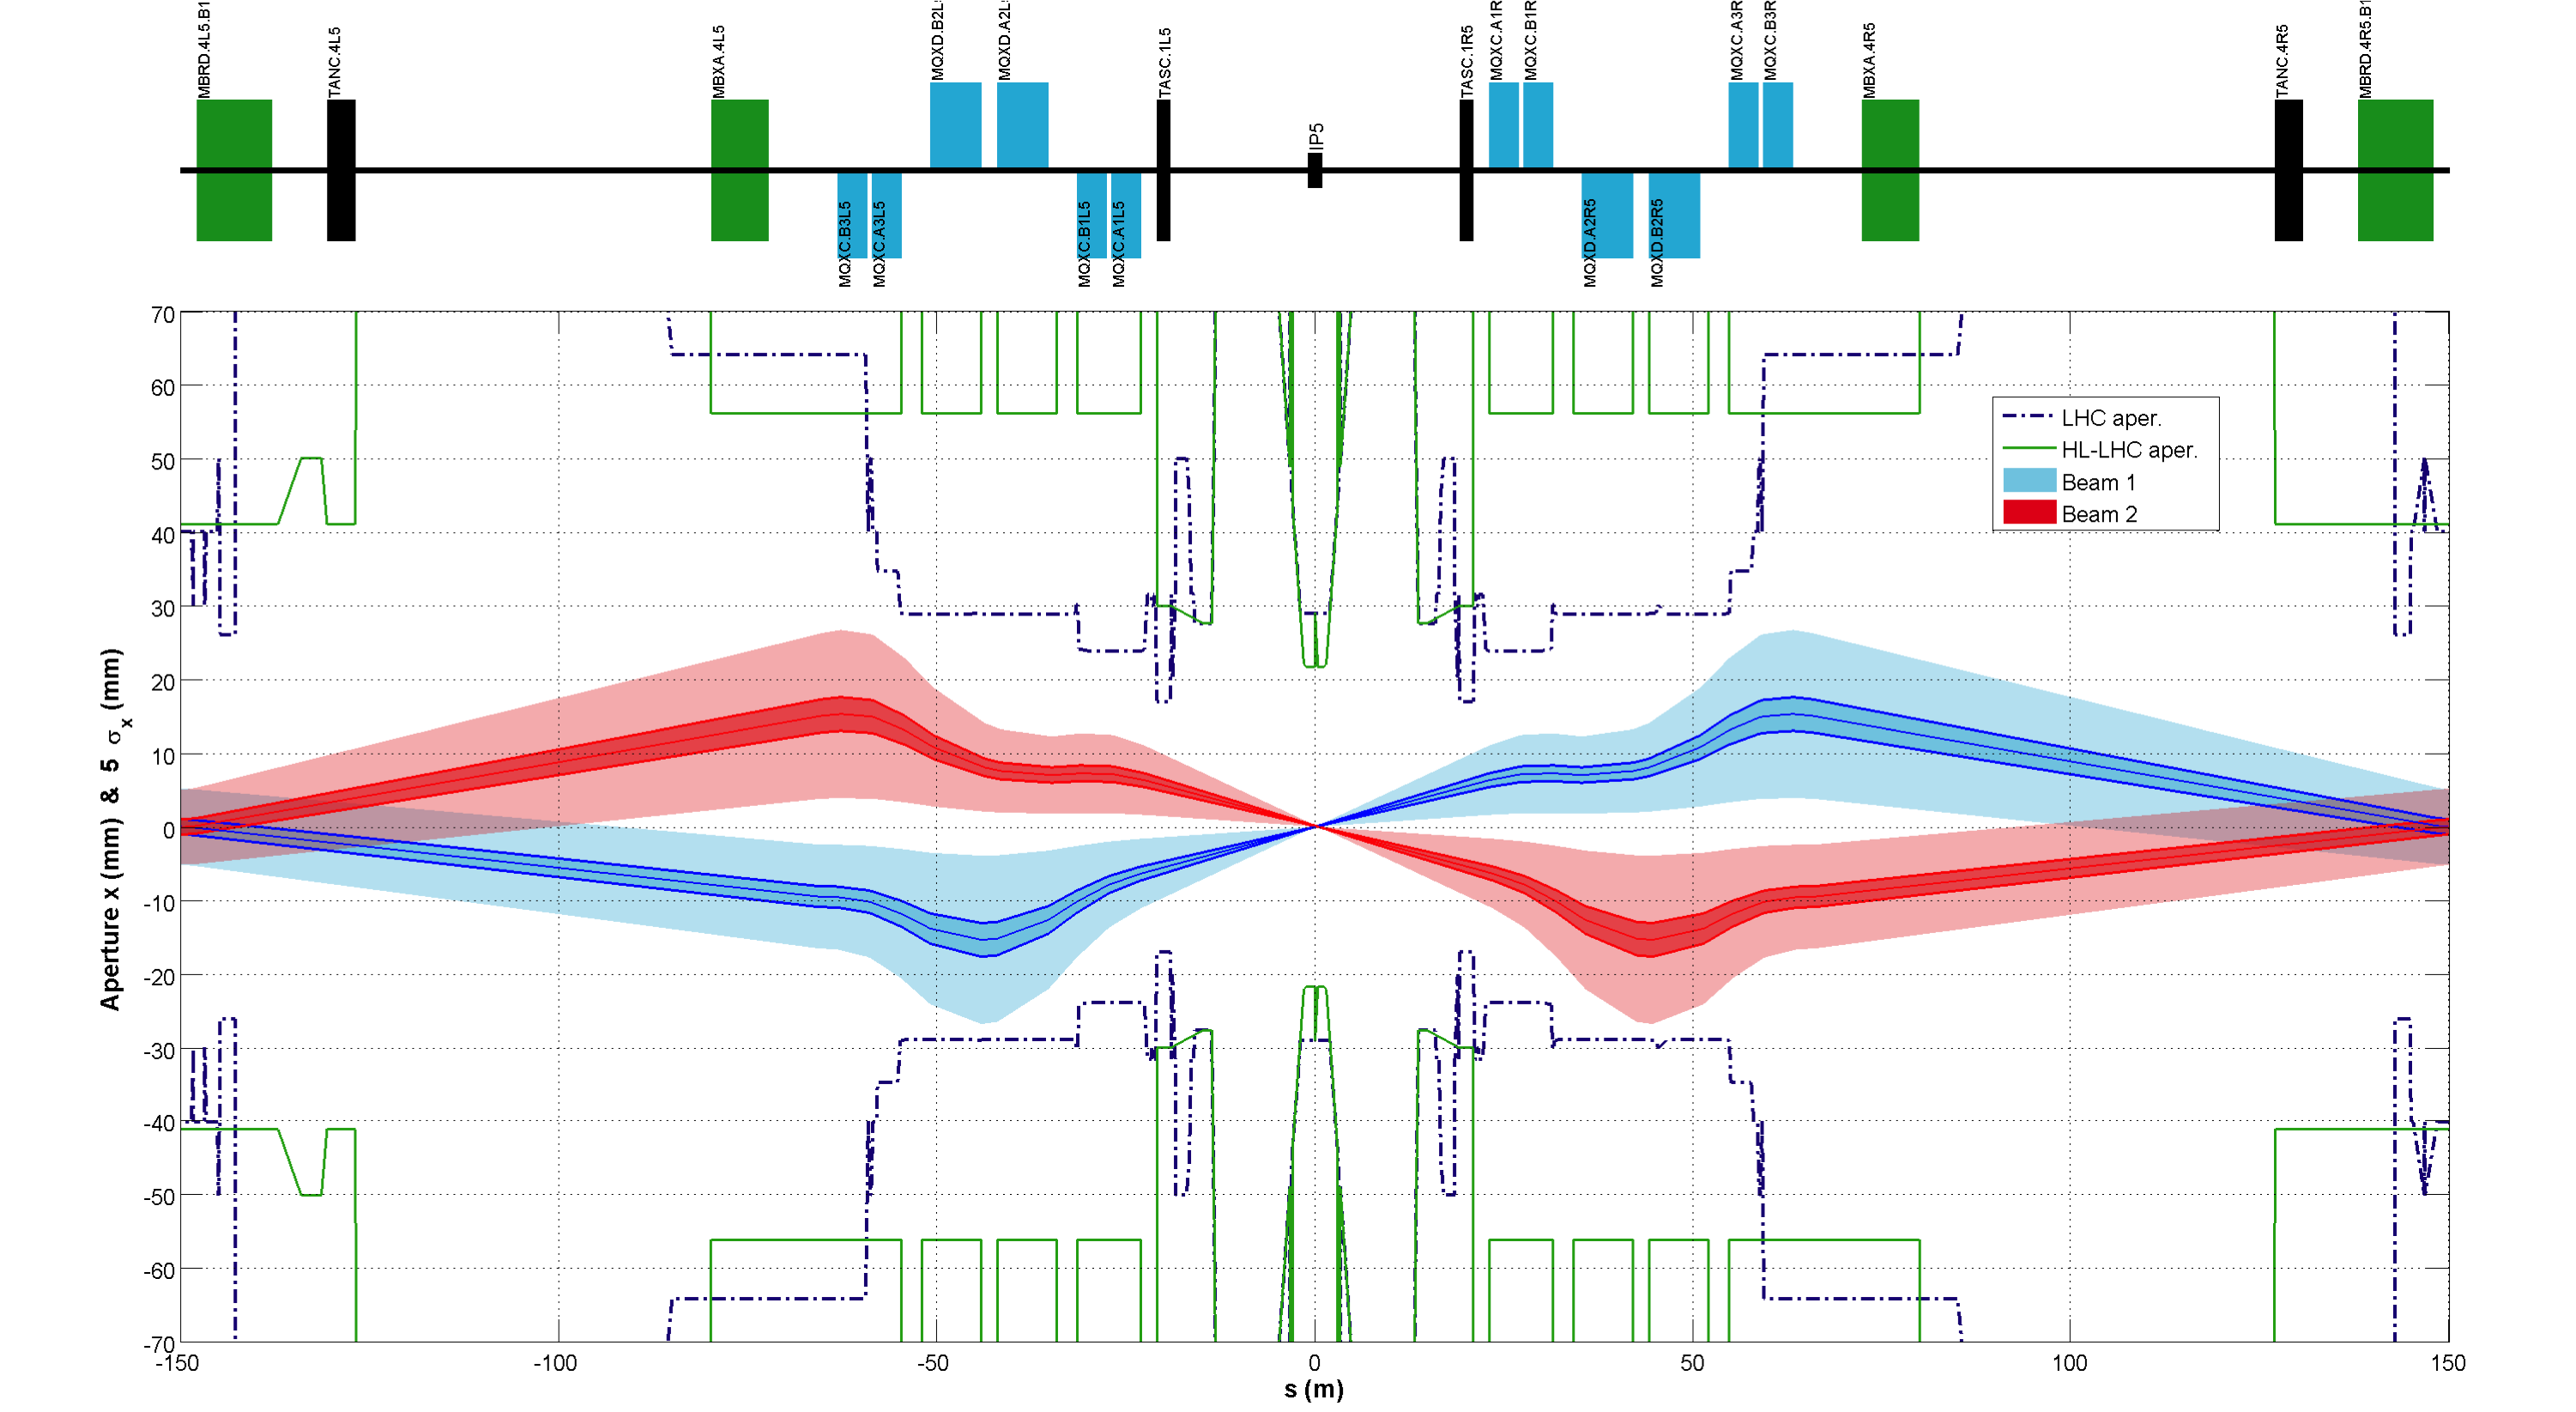 MBRD.4L5.B1
TANC.4L5
MBXA.4L5
MQXC.B3L5
MQXC.A3L5
MQXD.B2L
MQXD.A2L
MQXC.B1L5
MQXC.A1L5
TASC.1L5
IP5
TASC.1R5
MQXC.A1R
MQXC.B1R
MQXD.A2R5
MQXD.B2R5
MQXC.A3R
MQXC.B3R
MBXA.4R5
TANC.4R5
MBRD.4R5.B1
70
60
50
40
30
20
10
0
-10
-20
-30
-40
-50
-60
-70
Aperture x (mm) & 5 σx (mm)
LHC aper.
HL-LHC aper.
Beam 1
Beam 2
-150 -100 -50 0 50 100 150
s (m)